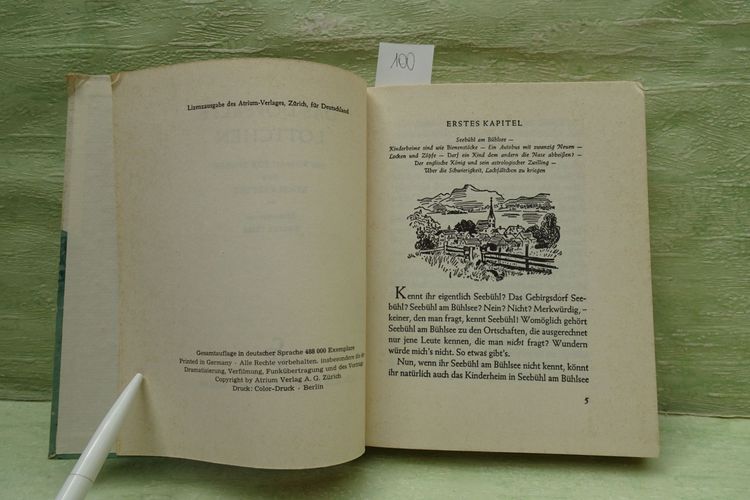 100
Lizenzausgabe des Atrium-Verlages, Zürich, für Deutschland
Gesamtauflage in deutscher Sprache 488 000 Exemplare
Printed in Germany - Alle Rechte vorbehalten, insbesondere für die
Dramatisierung, Verfilmung, Funkübertragung und des Vortrags
Copyright by Atrium Verlag A. G. Zürich
Druck: Color-Druck - Berlin
ERSTES KAPITEL
Seebühl am Bühlsee —
Kinderheime sind wie Bienenstöcke — Ein Autobus mit zwanzig Neuen —
Locken und Zöpfe — Darf ein Kind dem andern die Nase abbeißen? —
Der englische König und sein astrologischer Zwilling —
Über die Schwierigkeit, Lachfältchen zu kriegen
Kennt ihr eigentlich Seebühl? Das Gebirgsdorf See-
bühl? Seebühl am Bühlsee? Nein? Nicht? Merkwürdig, –
keiner, den man fragt, kennt Seebühl! Womöglich gehört
Seebühl am Bühlsee zu den Ortschaften, die ausgerechnet
nur jene Leute kennen, die man nicht fragt? Wundern
würde mich's nicht. So etwas gibt's.
Nun, wenn ihr Seebühl am Bühlsee nicht kennt, könnt
ihr natürlich auch das Kinderheim in Seebühl am Bühlsee
5